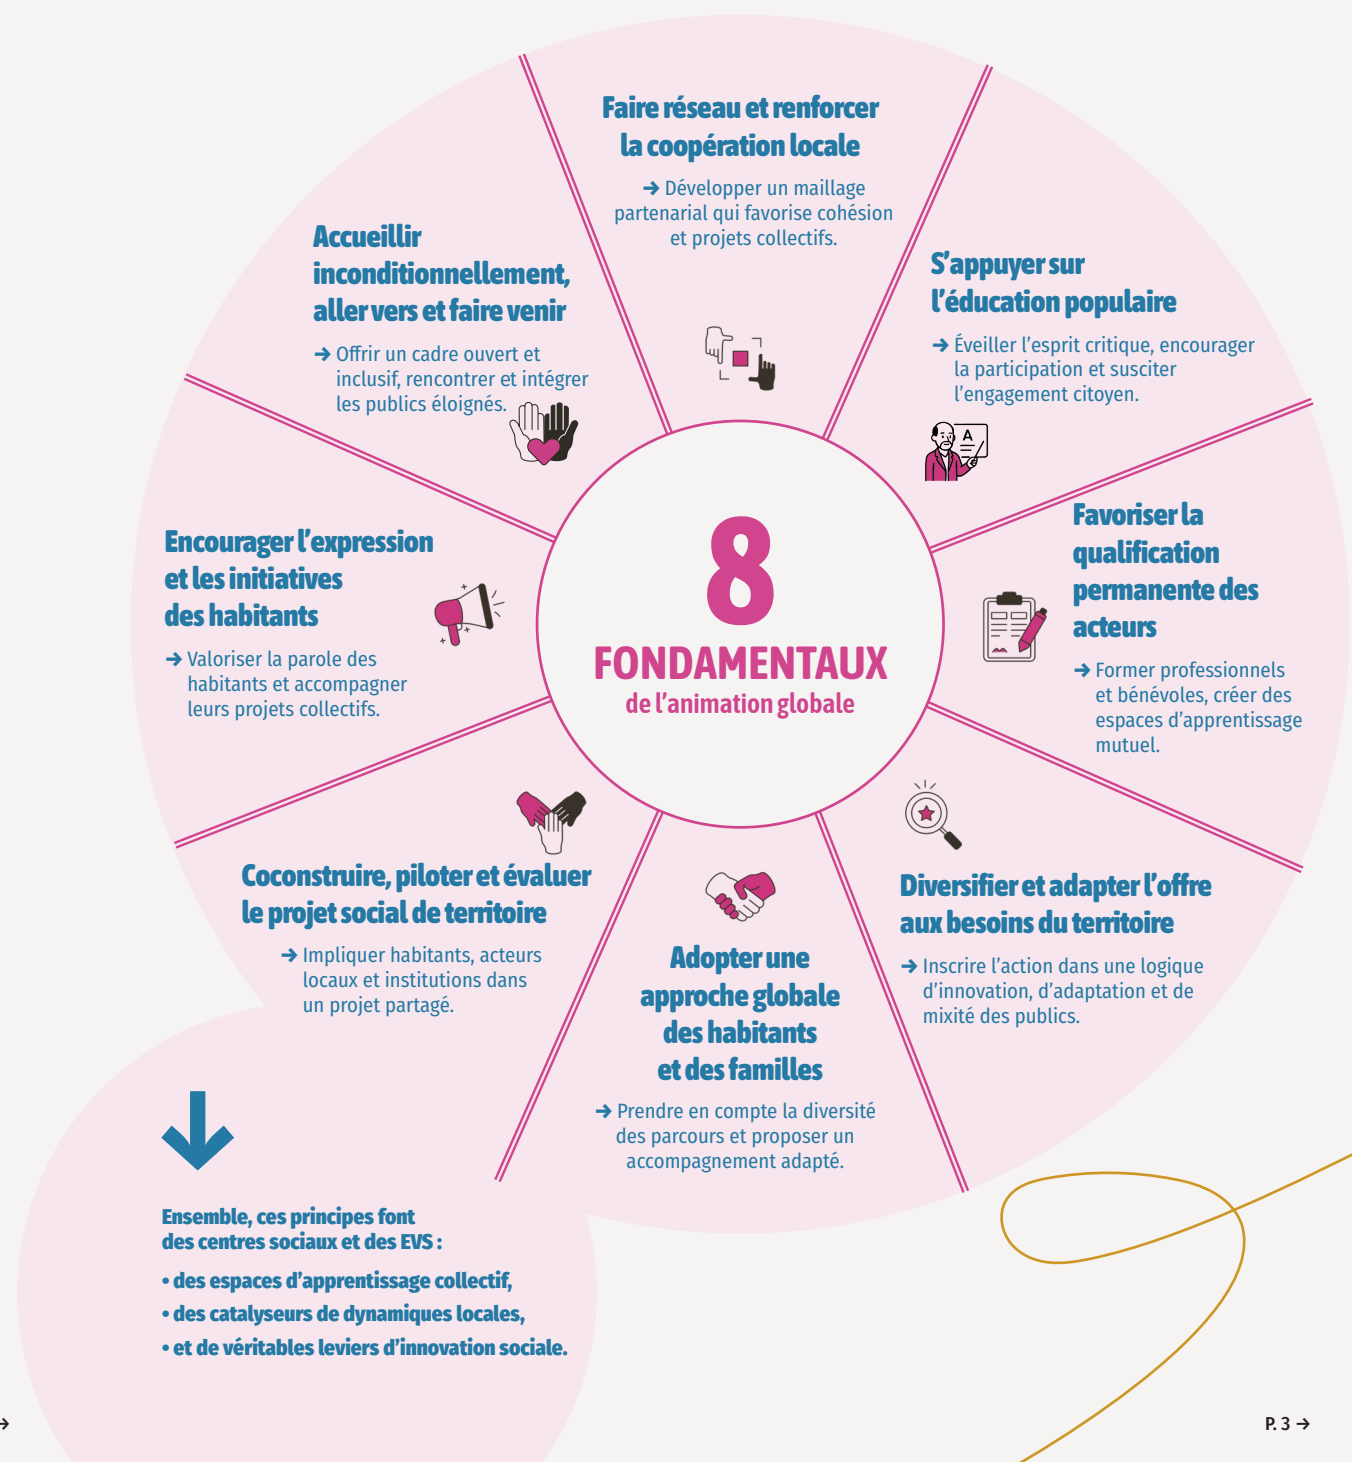 8
FONDAMENTAUX
de l'animation globale
Faire réseau et renforcer
la coopération locale
→ Développer un maillage
partenarial qui favorise cohésion
et projets collectifs.
S'appuyer sur
l'éducation populaire
→ Éveiller l'esprit critique, encourager
la participation et susciter
l'engagement citoyen.
A
Favoriser la
qualification
permanente des
acteurs
→ Former professionnels
et bénévoles, créer des
espaces d'apprentissage
mutuel.
Diversifier et adapter l'offre
aux besoins du territoire
→ Inscrire l'action dans une logique
d'innovation, d'adaptation et de
mixité des publics.
Adopter une
approche globale
des habitants
et des familles
→ Prendre en compte la diversité
des parcours et proposer un
accompagnement adapté.
Coconstruire, piloter et évaluer
le projet social de territoire
→ Impliquer habitants, acteurs
locaux et institutions dans
un projet partagé.
Encourager l'expression
et les initiatives
des habitants
→ Valoriser la parole des
habitants et accompagner
leurs projets collectifs.
Accueillir
inconditionnellement,
aller vers et faire venir
→ Offrir un cadre ouvert et
inclusif, rencontrer et intégrer
les publics éloignés.
Ensemble, ces principes font
des centres sociaux et des EVS :
• des espaces d'apprentissage collectif,
• des catalyseurs de dynamiques locales,
• et de véritables leviers d'innovation sociale.
→
P. 3 →